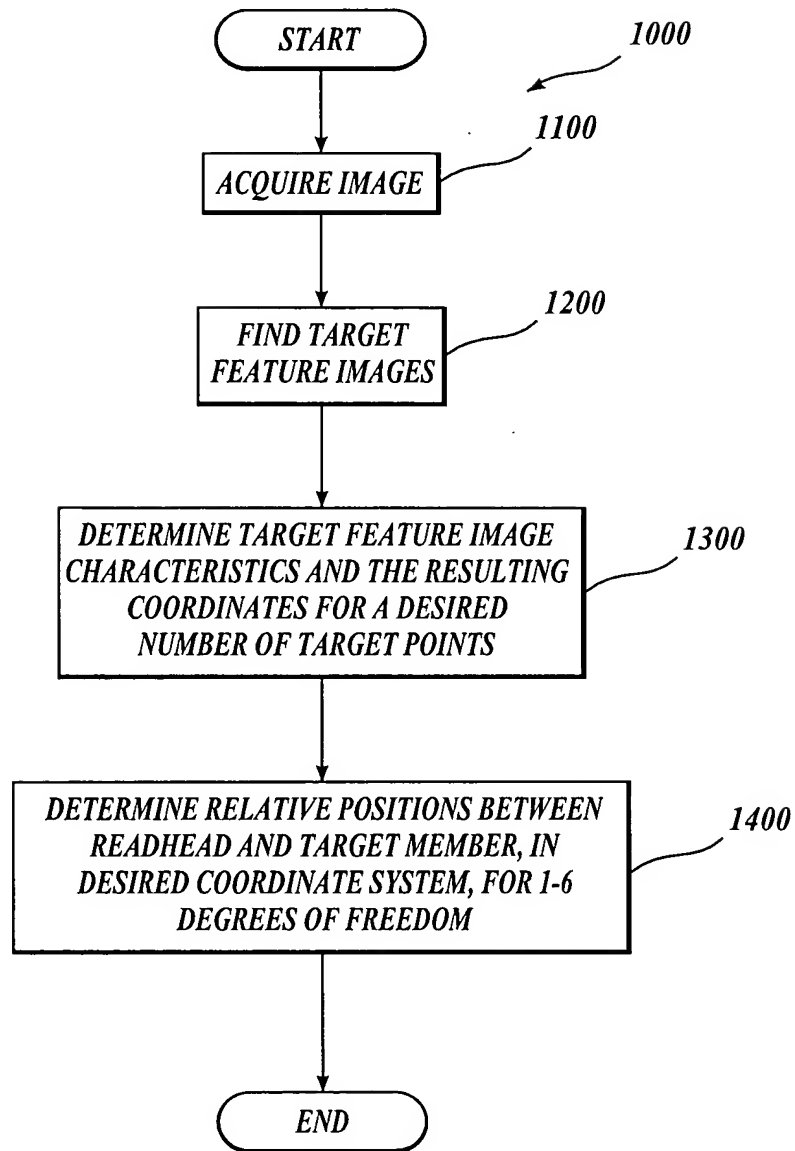 START
1000
1100
ACQUIRE IMAGE
1200
FIND TARGET
FEATURE IMAGES
1300
DETERMINE TARGET FEATURE IMAGE
CHARACTERISTICS AND THE RESULTING
COORDINATES FOR A DESIRED
NUMBER OF TARGET POINTS
1400
DETERMINE RELATIVE POSITIONS BETWEEN
READHEAD AND TARGET MEMBER, IN
DESIRED COORDINATE SYSTEM, FOR 1-6
DEGREES OF FREEDOM
END